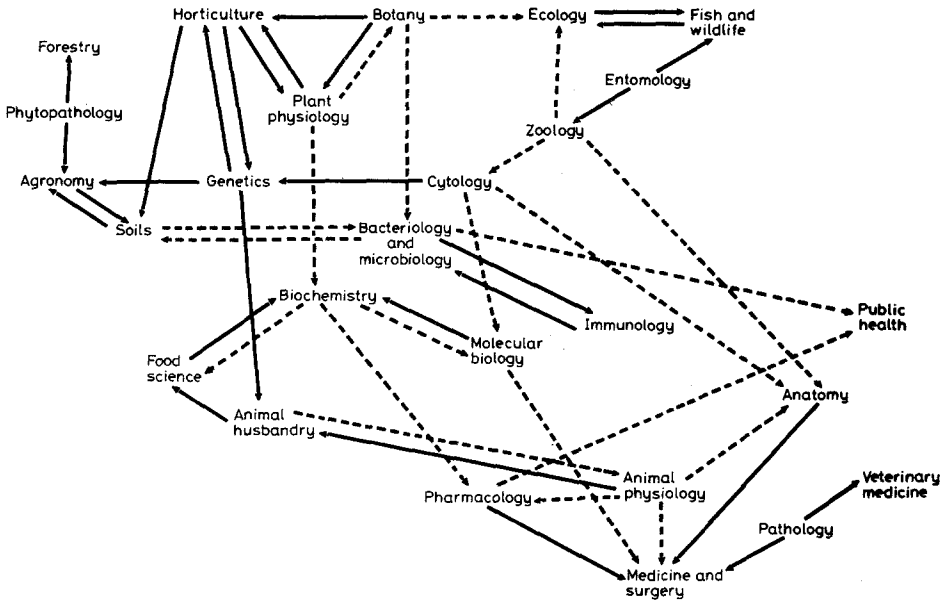 Horticulture
Botany
Ecology
Fish and
wildlife
Forestry
Entomology
Plant
physiology
Phytopathology
Zoology
Agronomy
Genetics
Cytology
Soils
Bacteriology
and
microbiology
Biochemistry
Public
health
Immunology
Molecular
biology
Food
science
Anatomy
Animal
husbandry
Animal
physiology
Veterinary
medicine
Pharmacology
Pathology
Medicine and
surgery